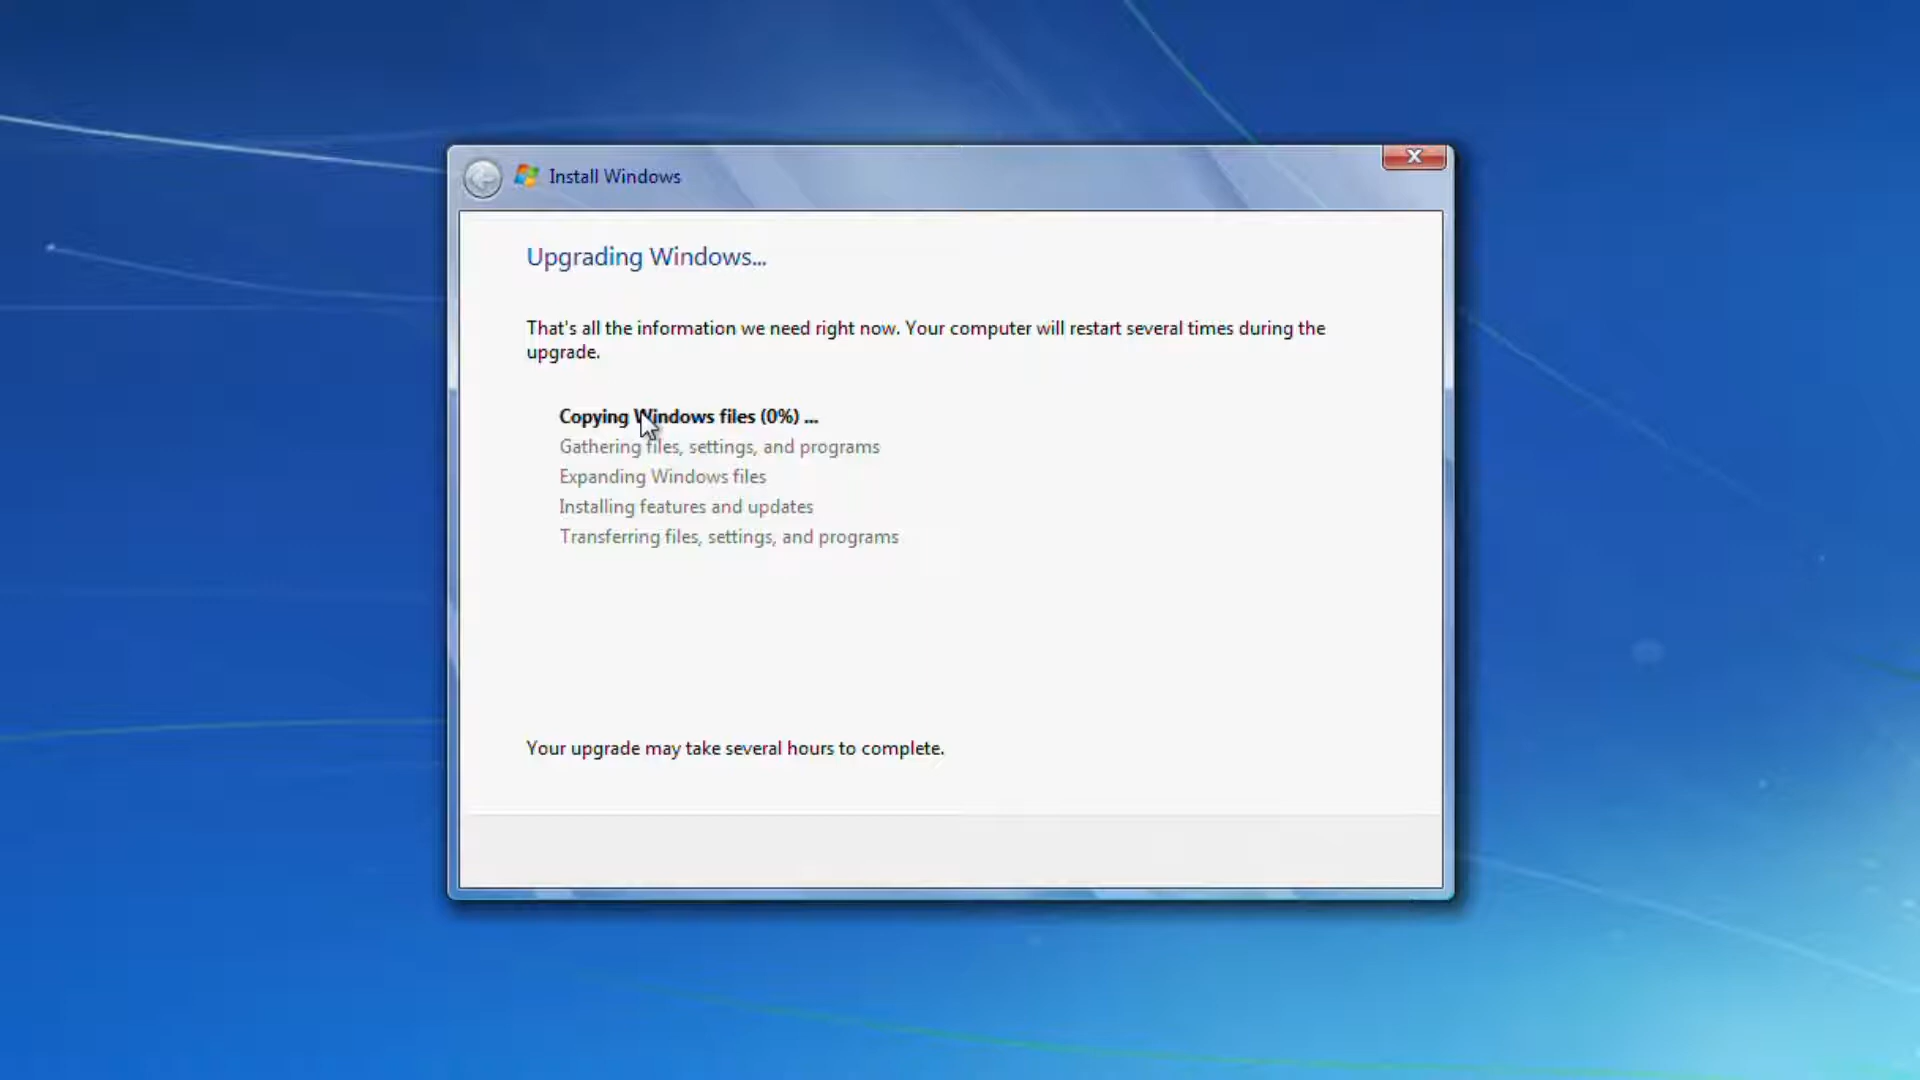 Install Windows
Upgrading Windows...
That's all the information we need right now. Your computer will restart several times during the
upgrade.
Copying Windows files (0%) ...
Gathering files, settings, and programs
Expanding Windows files
Installing features and updates
Transferring files, settings, and programs
Your upgrade may take several hours to complete.